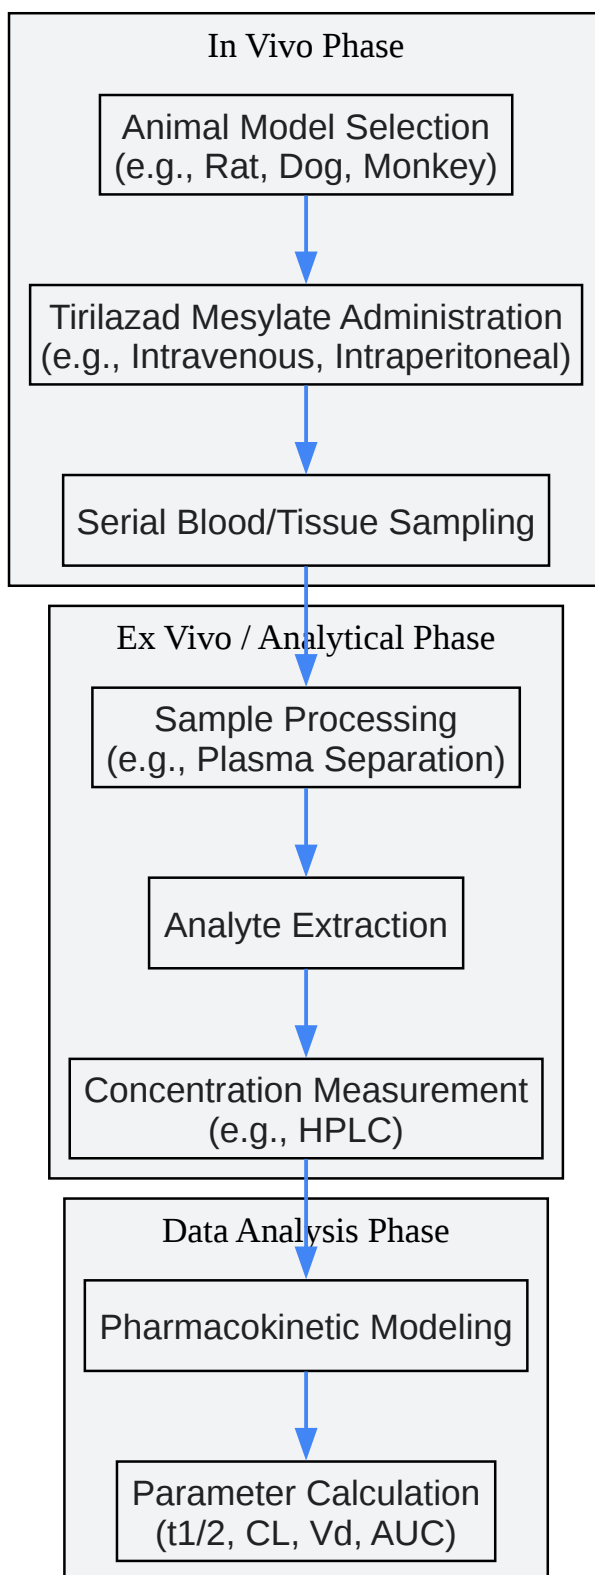 In Vivo Phase
Animal Model Selection
(e.g., Rat, Dog, Monkey)
Tirilazad Mesylate Administration
(e.g., Intravenous, Intraperitoneal)
Serial Blood/Tissue Sampling
Ex Vivo / Analytical Phase
Sample Processing
(e.g., Plasma Separation)
Analyte Extraction
Concentration Measurement
(e.g., HPLC)
Data Analysis Phase
Pharmacokinetic Modeling
Parameter Calculation
(t1/2, CL, Vd, AUC)